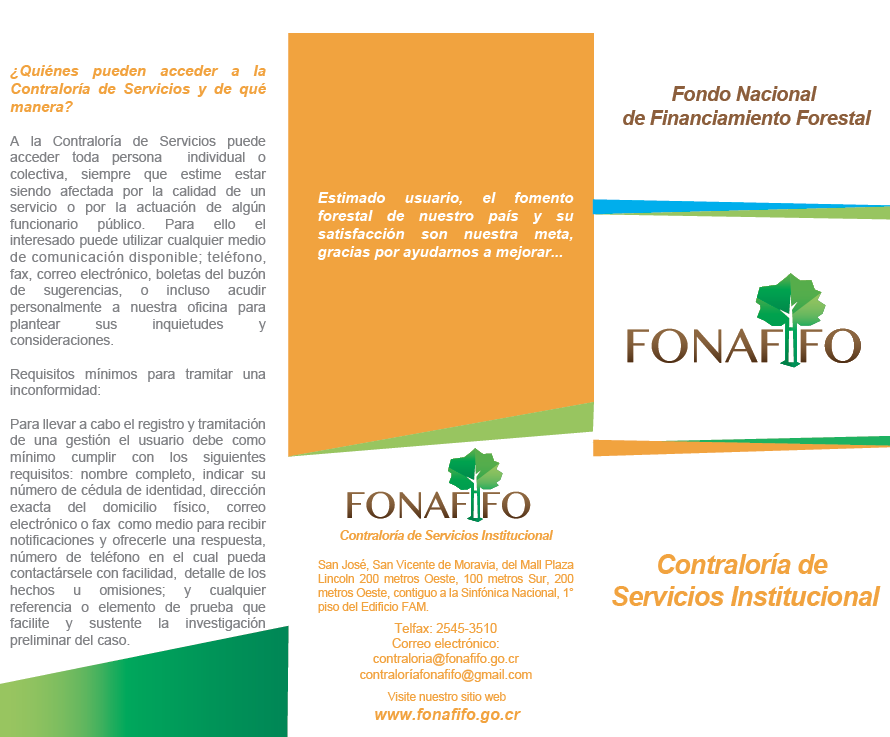 ¿Quiénes pueden acceder a la
Contraloría de Servicios y de qué
manera?
A la Contraloría de Servicios puede
acceder toda persona individual o
colectiva, siempre que estime estar
siendo afectada por la calidad de un
servicio o por la actuación de algún
funcionario público. Para ello el
interesado puede utilizar cualquier medio
de comunicación disponible; teléfono,
fax, correo electrónico, boletas del buzón
de sugerencias, o incluso acudir
personalmente a nuestra oficina para
plantear sus inquietudes y
consideraciones.
Requisitos mínimos para tramitar una
inconformidad:
Para llevar a cabo el registro y tramitación
de una gestión el usuario debe como
mínimo cumplir con los siguientes
requisitos: nombre completo, indicar su
número de cédula de identidad, dirección
exacta del domicilio físico, correo
electrónico o fax como medio para recibir
notificaciones y ofrecerle una respuesta,
número de teléfono en el cual pueda
contactársele con facilidad, detalle de los
hechos u omisiones; y cualquier
referencia o elemento de prueba que
facilite y sustente la investigación
preliminar del caso.
Estimado usuario, el fomento
forestal de nuestro país y su
satisfacción son nuestra meta,
gracias por ayudarnos a mejorar...
FONAFIFO
Contraloría de Servicios Institucional
San José, San Vicente de Moravia, del Mall Plaza
Lincoln 200 metros Oeste, 100 metros Sur, 200
metros Oeste, contiguo a la Sinfónica Nacional, 1°
piso del Edificio FAM.
Telfax: 2545-3510
Correo electrónico:
contraloria@fonafifo.go.cr
contraloríafonafifo@gmail.com
Visite nuestro sitio web
www.fonafifo.go.cr
Fondo Nacional
de Financiamiento Forestal
FONAFIFO
Contraloría de
Servicios Institucional